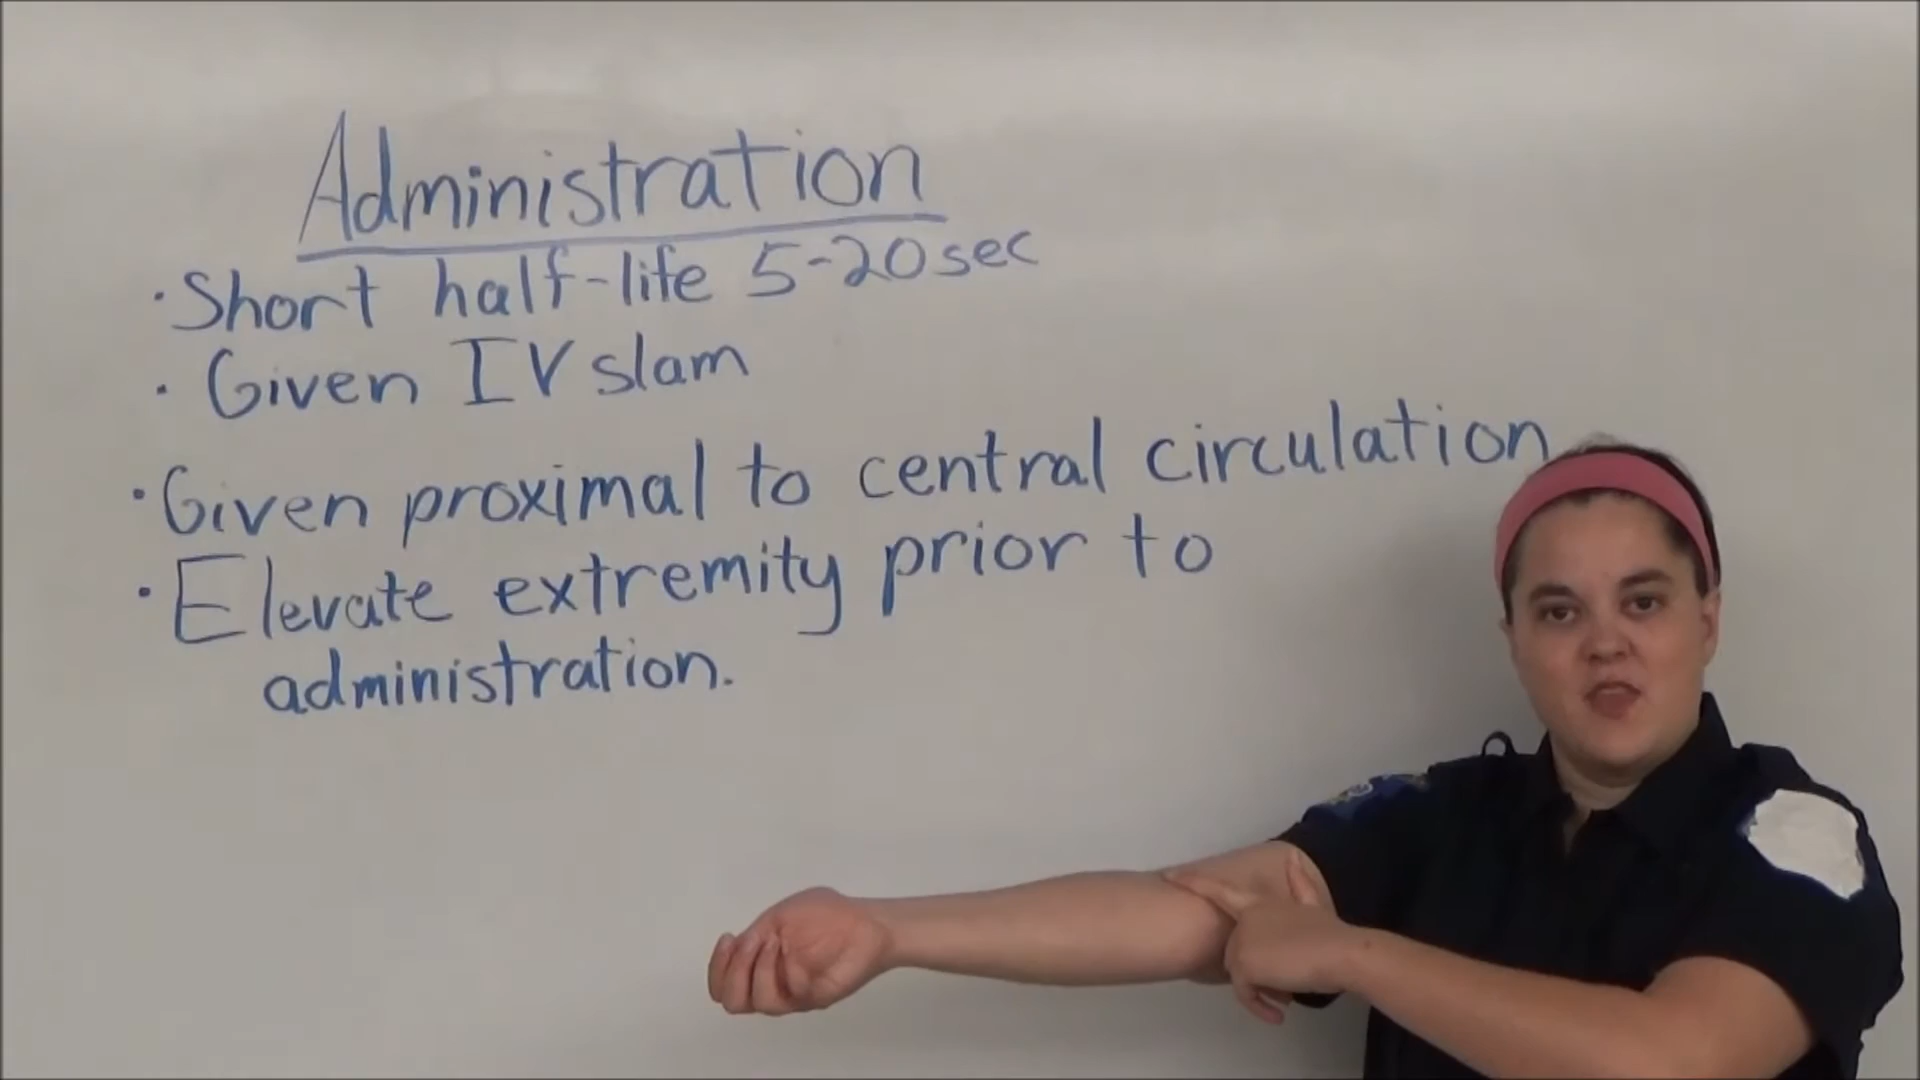 Administration
· Short half-life 5-20sec
· Given IV slam
· Given proximal to central circulation
· Elevate extremity prior to
administration.